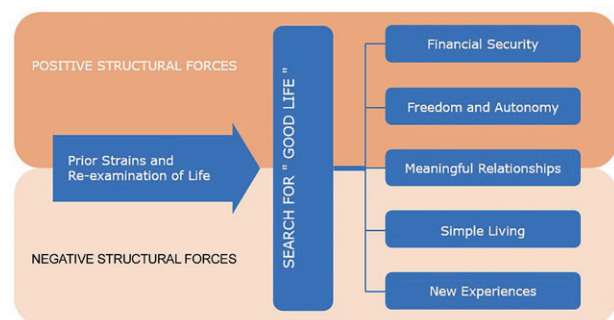 POSITIVE STRUCTURAL FORCES
Prior Strains and
Re-examination of Life
NEGATIVE STRUCTURAL FORCES
SEARCH FOR " GOOD LIFE "
Financial Security
Freedom and Autonomy
Meaningful Relationships
Simple Living
New Experiences